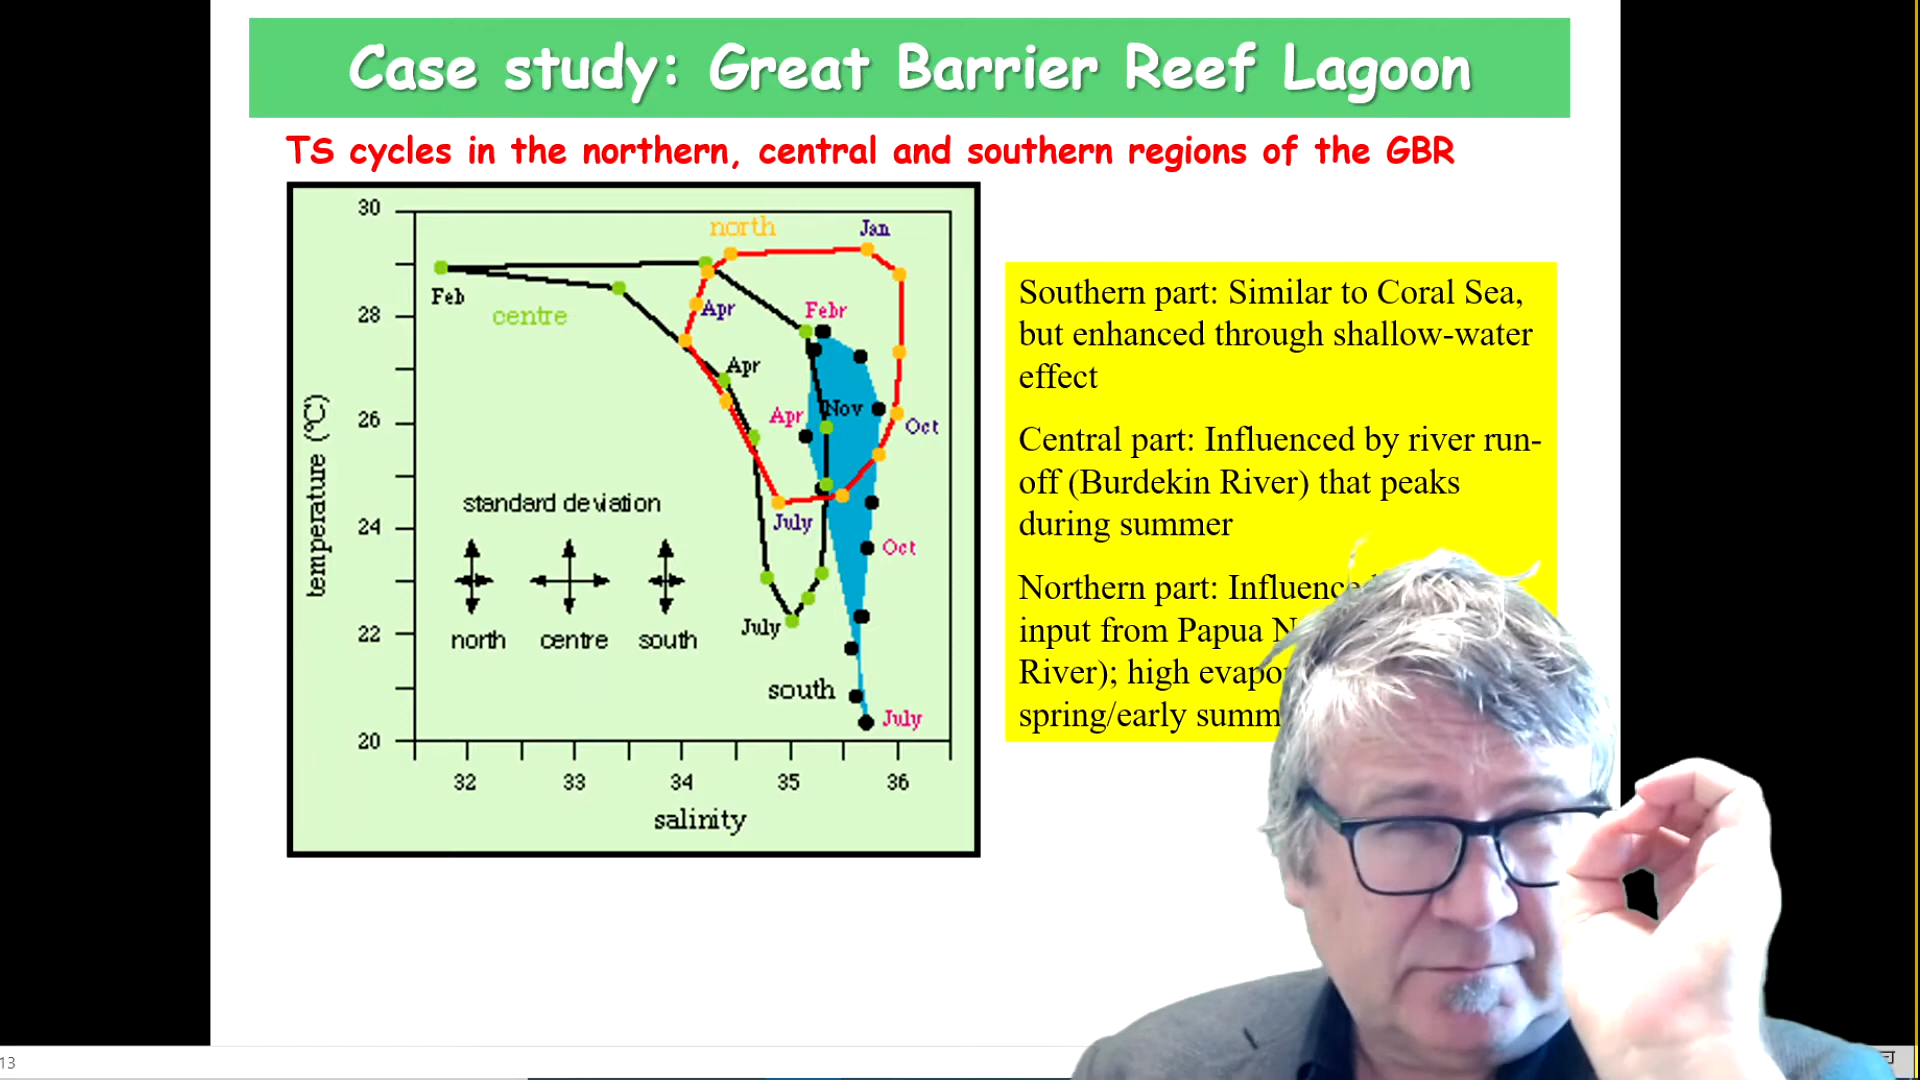 Case study: Great Barrier Reef Lagoon
TS cycles in the northern, central and southern regions of the GBR
30
north
Jan
Feb
centre
Apr
Febr
28
Apr
Apr
Nov
26
Oct
temperature (°C)
standard deviation
24
July
Oct
22
north
centre
south
July
south
July
20
32
33
34
35
36
salinity
Southern part: Similar to Coral Sea,
but enhanced through shallow-water
effect
Central part: Influenced by river run-
off (Burdekin River) that peaks
during summer
Northern part:
input from Papua
River); high
13